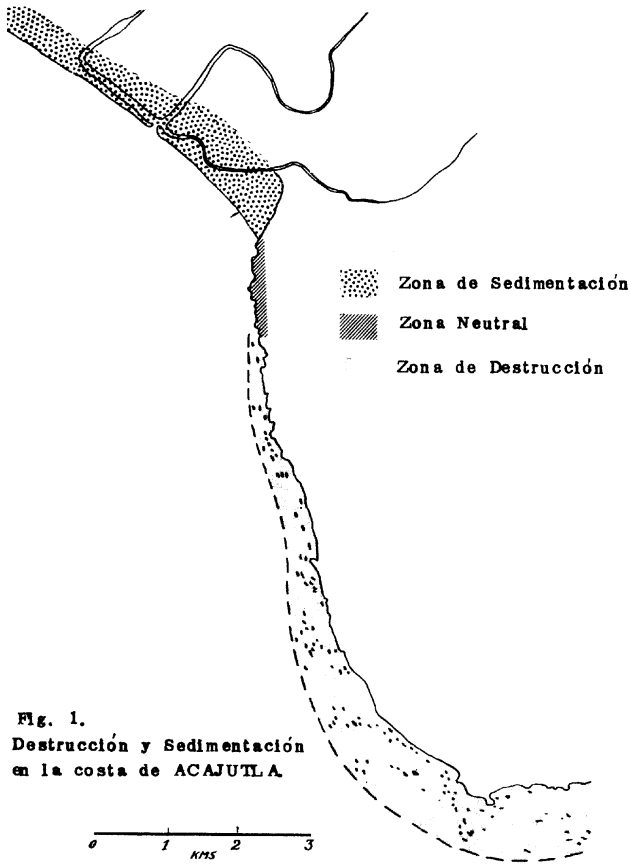 Zona de Sedimentación
Zona Neutral
Zona de Destrucción
Fig. 1.
Destrucción y Sedimentación
en la costa de ACAJUTLA.
0 1 2 3
KMS